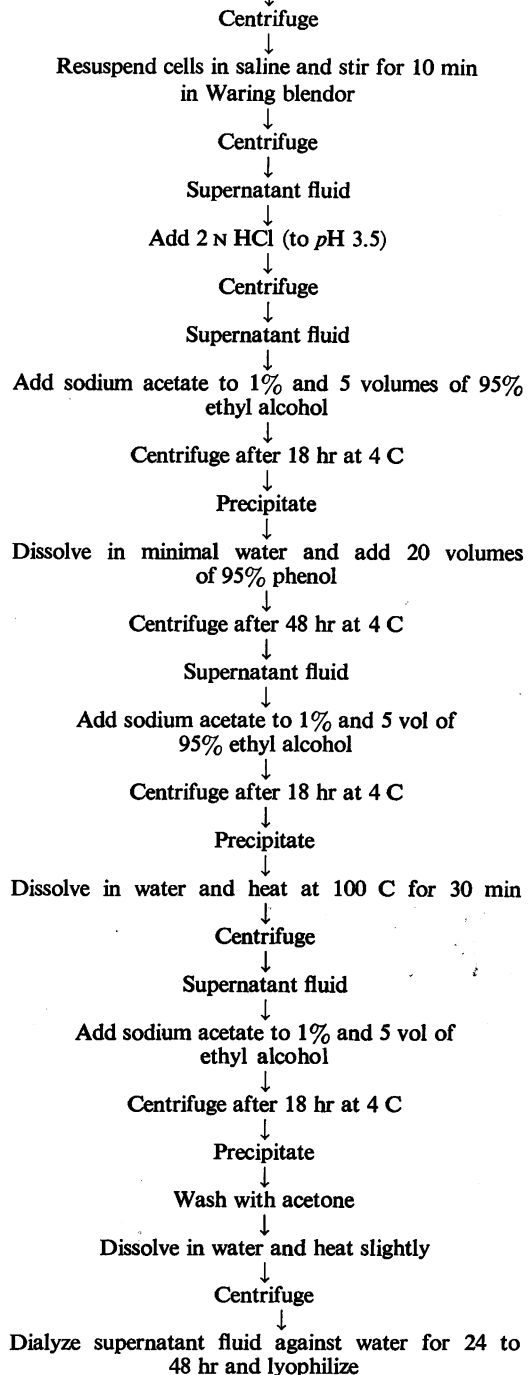 ↓
Centrifuge
↓
Resuspend cells in saline and stir for 10 min
in Waring blendor
↓
Centrifuge
↓
Supernatant fluid
↓
Add 2 N HCl (to pH 3.5)
↓
Centrifuge
↓
Supernatant fluid
↓
Add sodium acetate to 1% and 5 volumes of 95%
ethyl alcohol
↓
Centrifuge after 18 hr at 4 C
↓
Precipitate
↓
Dissolve in minimal water and add 20 volumes
of 95% phenol
↓
Centrifuge after 48 hr at 4 C
↓
Supernatant fluid
↓
Add sodium acetate to 1% and 5 vol of
95% ethyl alcohol
↓
Centrifuge after 18 hr at 4 C
↓
Precipitate
↓
Dissolve in water and heat at 100 C for 30 min
↓
Centrifuge
↓
Supernatant fluid
↓
Add sodium acetate to 1% and 5 vol of
ethyl alcohol
↓
Centrifuge after 18 hr at 4 C
↓
Precipitate
↓
Wash with acetone
↓
Dissolve in water and heat slightly
↓
Centrifuge
↓
Dialyze supernatant fluid against water for 24 to
48 hr and lyophilize